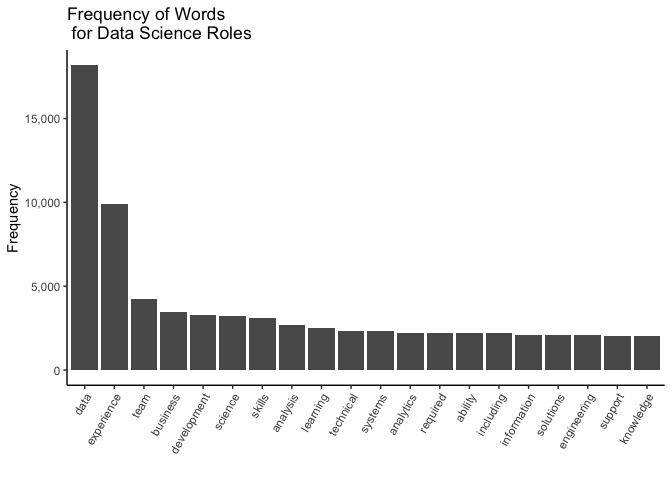 Frequency of Words
for Data Science Roles
Frequency
15,000
10,000
5,000
0
data
experience
team
business
development
science
skills
analysis
learning
technical
systems
analytics
required
ability
including
information
solutions
engineering
support
knowledge